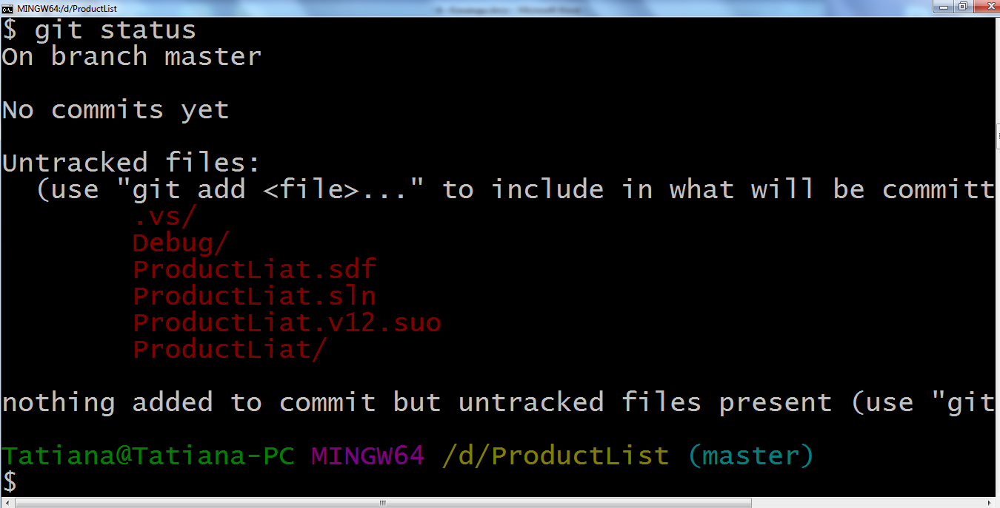 MINGW64:/d/ProductList
$ git status
On branch master
No commits yet
Untracked files:
(use "git add <file>..." to include in what will be committ
.vs/
Debug/
ProductLiat.sdf
ProductLiat.sln
ProductLiat.v12.suo
ProductLiat/
nothing added to commit but untracked files present (use "git
Tatiana@Tatiana-PC MINGW64 /d/ProductList (master)
$